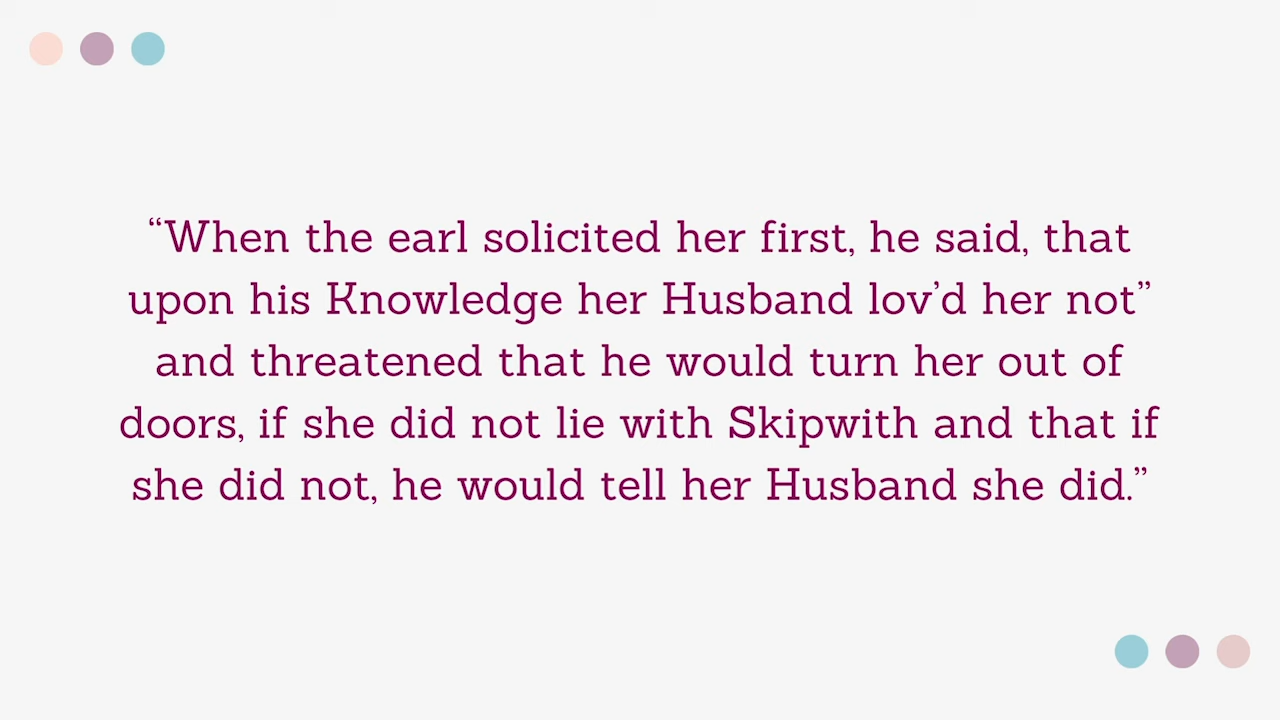 “When the earl solicited her first, he said, that
upon his Knowledge her Husband lov’d her not”
and threatened that he would turn her out of
doors, if she did not lie with Skipwith and that if
she did not, he would tell her Husband she did.”